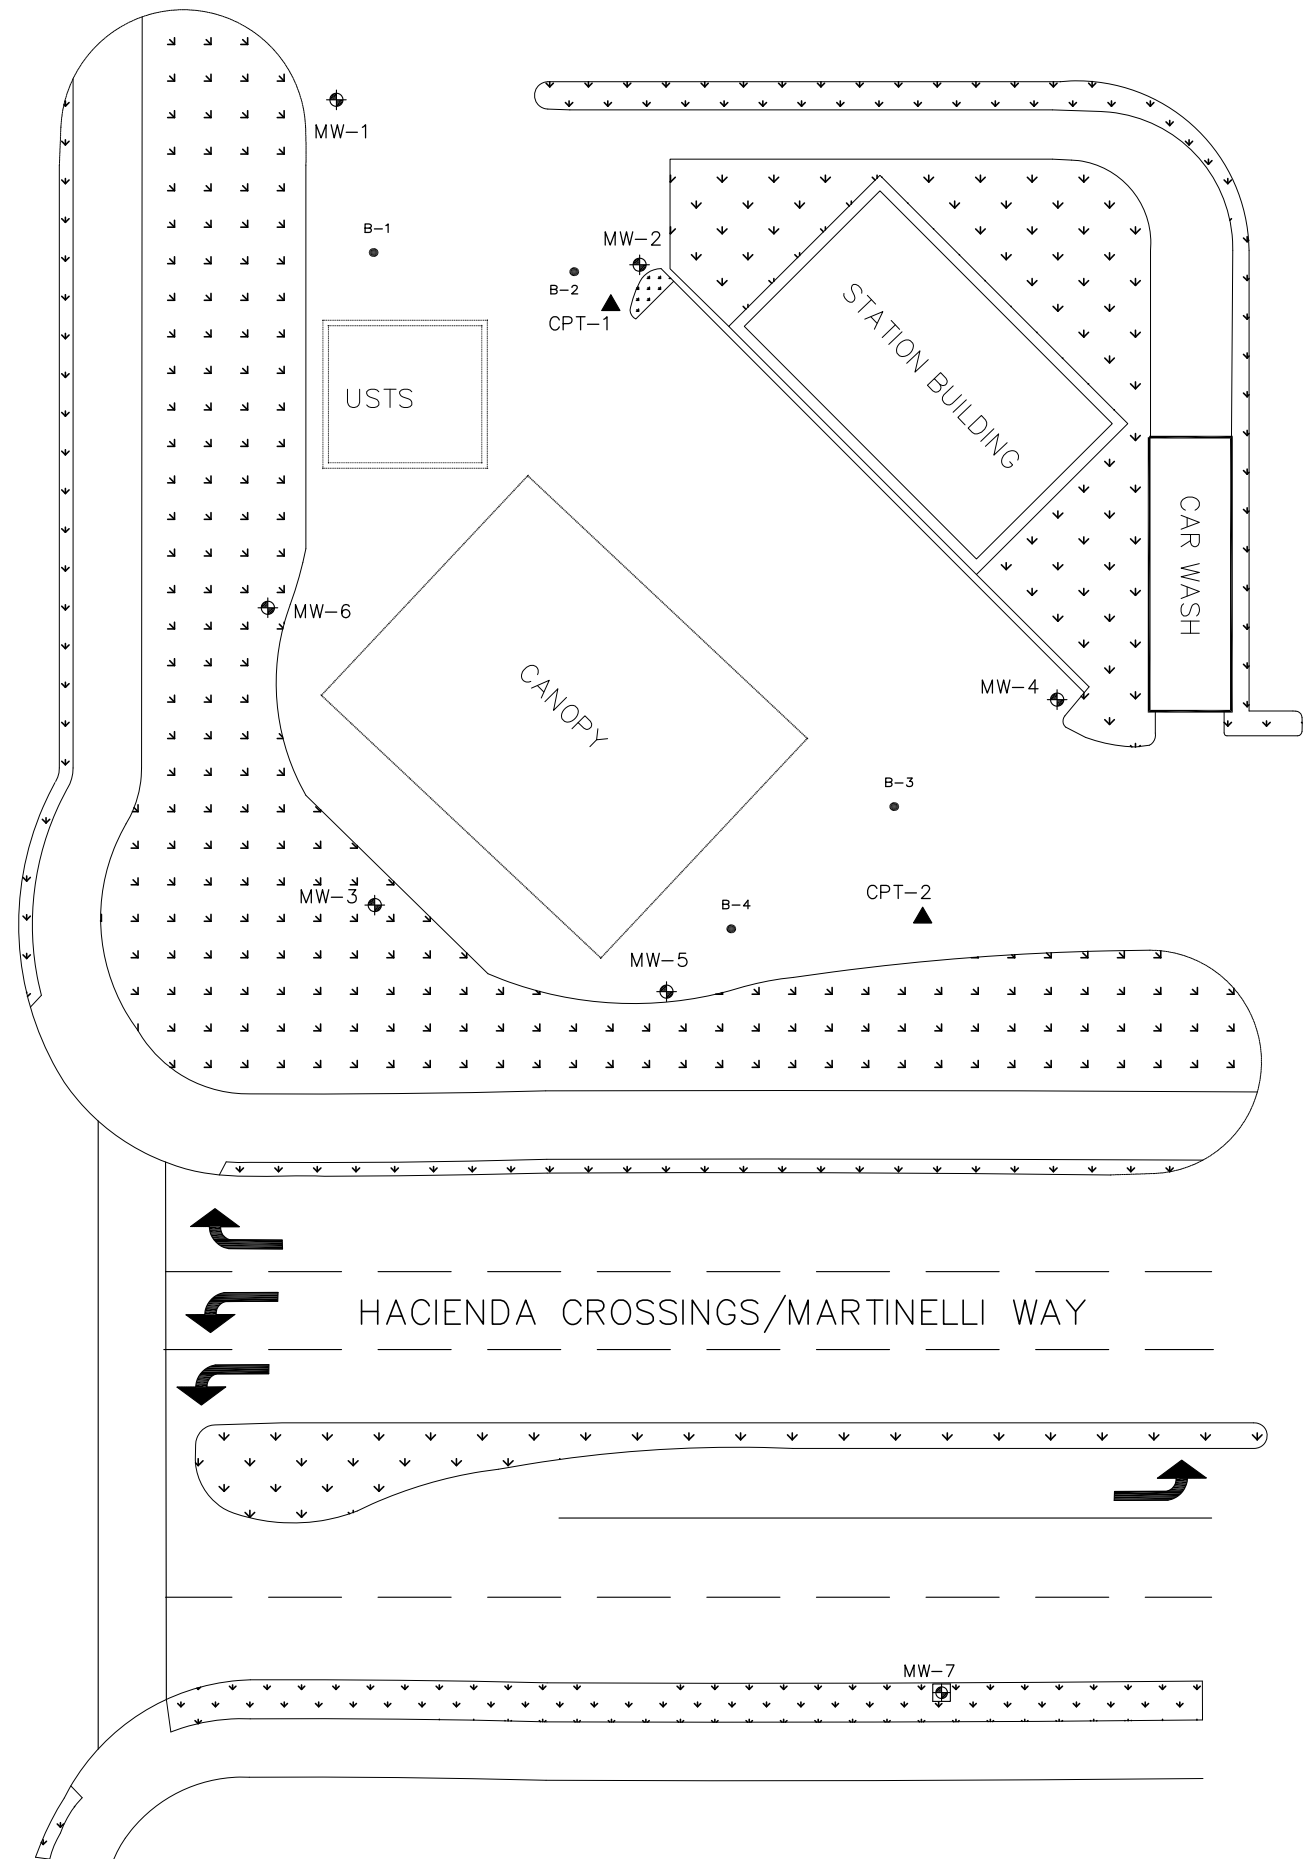 MW-1
B-1
MW-2
B-2
CPT-1
STATION BUILDING
USTS
CAR WASH
MW-6
CANOPY
MW-4
B-3
MW-3
CPT-2
B-4
MW-5
HACIENDA CROSSINGS/MARTINELLI WAY
MW-7